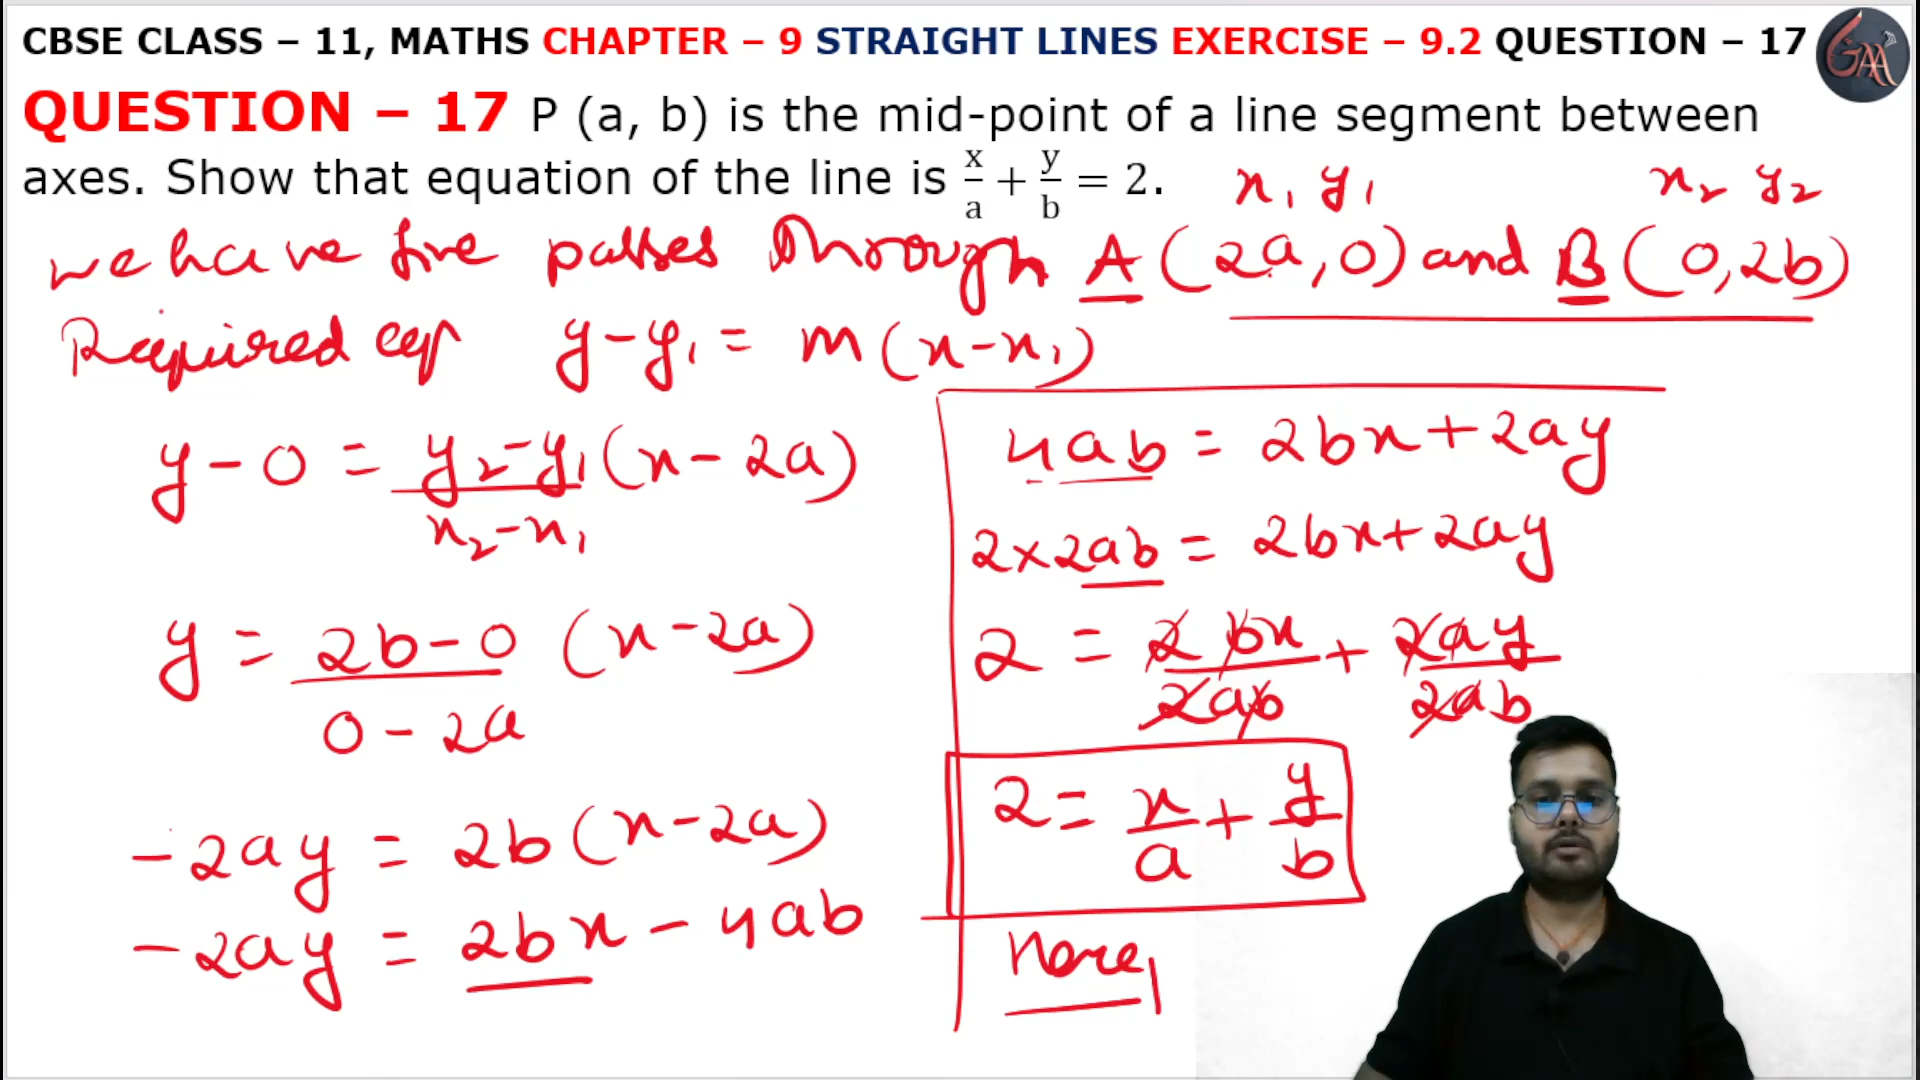 CBSE CLASS – 11, MATHS CHAPTER – 9 STRAIGHT LINES EXERCISE – 9.2 QUESTION – 17
QUESTION – 17 P (a, b) is the mid-point of a line segment between
axes. Show that equation of the line is x/a + y/b = 2.
x₁ y₁ x₂ y₂
we have line passes through A (2a, 0) and B (0, 2b)
Required eqⁿ y - y₁ = m (x - x₁)
y - 0 = y₂ - y₁ / x₂ - x₁ (x - 2a)
y = 2b - 0 / 0 - 2a (x - 2a)
- 2ay = 2b (x - 2a)
- 2ay = 2bx - 4ab
4ab = 2bx + 2ay
2 × 2ab = 2bx + 2ay
2 = 2bx / 2ab + 2ay / 2ab
2 = x/a + y/b